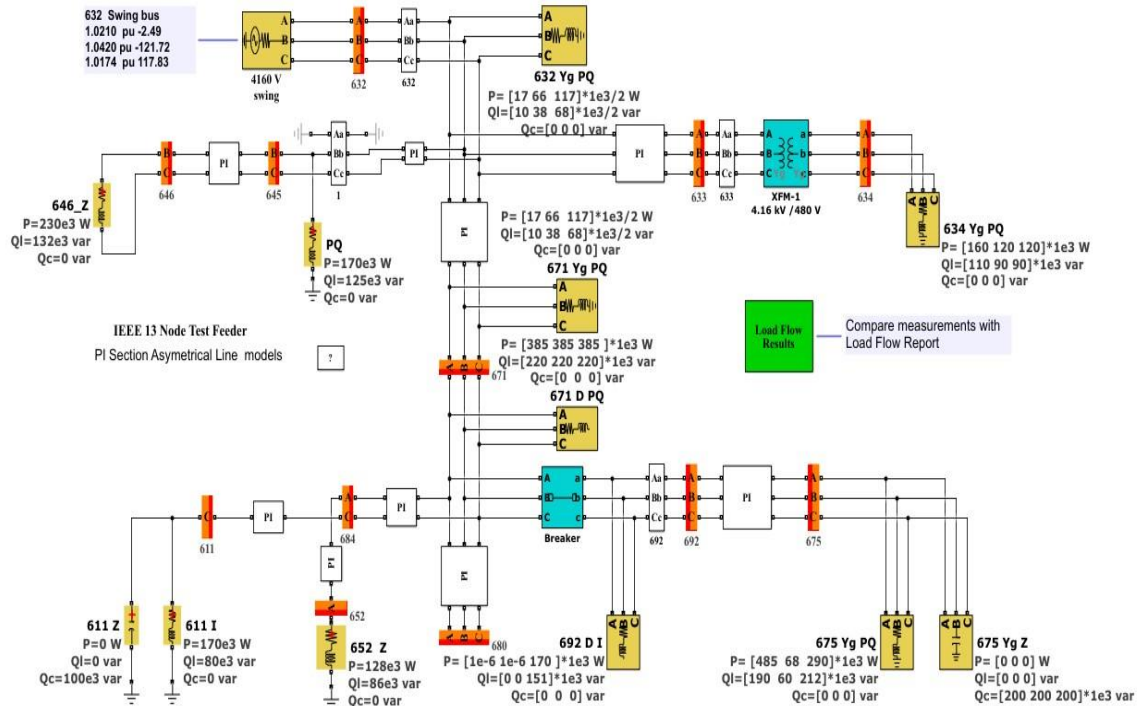 632 Swing bus
1.0210 pu -2.49
1.0420 pu -121.72
1.0174 pu 117.83
A
B
C
4160 V
swing
A
B
C
632
Aa
Bb
Cc
632
A
B
C
632 Yg PQ
P= [17 66 117]*1e3/2 W
Ql=[10 38 68]*1e3/2 var
Qc=[0 0 0] var
646_Z
P=230e3 W
Ql=132e3 var
Qc=0 var
B
C
646
PI
B
C
645
PQ
P=170e3 W
Ql=125e3 var
Qc=0 var
Aa
Bb
Cc
1
PI
PI
A
B
C
633
Aa
Bb
Cc
633
A
B
C
a
b
c
XFM-1
4.16 kV /480 V
A
B
C
634
A
B
C
634 Yg PQ
P= [160 120 120]*1e3 W
Ql=[110 90 90]*1e3 var
Qc=[0 0 0] var
PI
P= [17 66 117]*1e3/2 W
Ql=[10 38 68]*1e3/2 var
Qc=[0 0 0] var
671 Yg PQ
A
B
C
P= [385 385 385 ]*1e3 W
Ql=[220 220 220]*1e3 var
Qc=[0 0 0] var
IEEE 13 Node Test Feeder
PI Section Asymetrical Line models
?
Load Flow
Results
Compare measurements with
Load Flow Report
A
B
C
671
671 D PQ
A
B
C
611
C
PI
A
C
684
PI
A
B
C
a
b
c
Breaker
Aa
Bb
Cc
692
A
B
C
692
PI
A
B
C
675
PI
A
652
PI
A
B
C
680
611 Z
P=0 W
Ql=0 var
Qc=100e3 var
611 I
P=170e3 W
Ql=80e3 var
Qc=0 var
652 Z
P=128e3 W
Ql=86e3 var
Qc=0 var
A
B
C
692 D I
P= [1e-6 1e-6 170 ]*1e3 W
Ql=[0 0 151]*1e3 var
Qc=[0 0 0] var
A
B
C
675 Yg PQ
P= [485 68 290]*1e3 W
Ql=[190 60 212]*1e3 var
Qc=[0 0 0] var
A
B
C
675 Yg Z
P= [0 0 0] W
Ql=[0 0 0] var
Qc=[200 200 200]*1e3 var